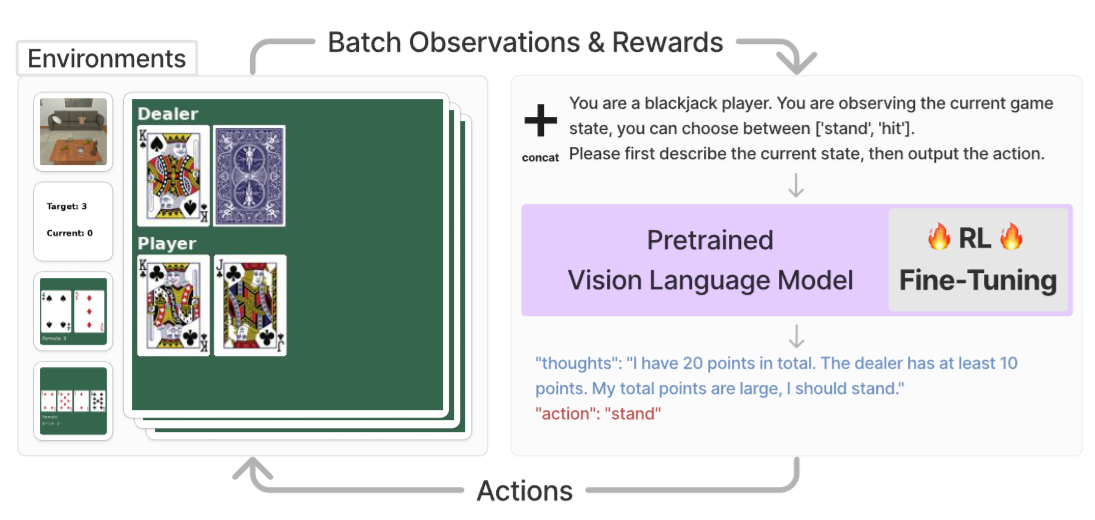 Batch Observations & Rewards
Environments
Target: 3
Current: 0
Formula: 3
Formula:
Dealer
K
K
Player
K
K
J
J
+
concat
You are a blackjack player. You are observing the current game
state, you can choose between ['stand', 'hit'].
Please first describe the current state, then output the action.
Pretrained
Vision Language Model
RL
Fine-Tuning
"thoughts": "I have 20 points in total. The dealer has at least 10
points. My total points are large, I should stand."
"action": "stand"
Actions